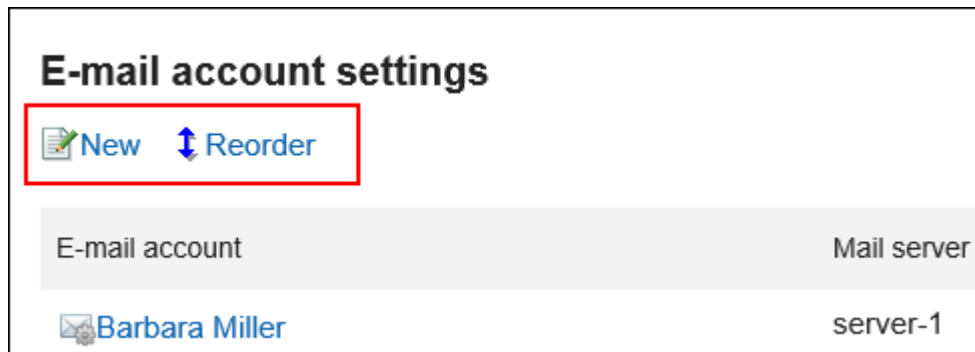 E-mail account settings
New Reorder
E-mail account Mail server
Barbara Miller server-1